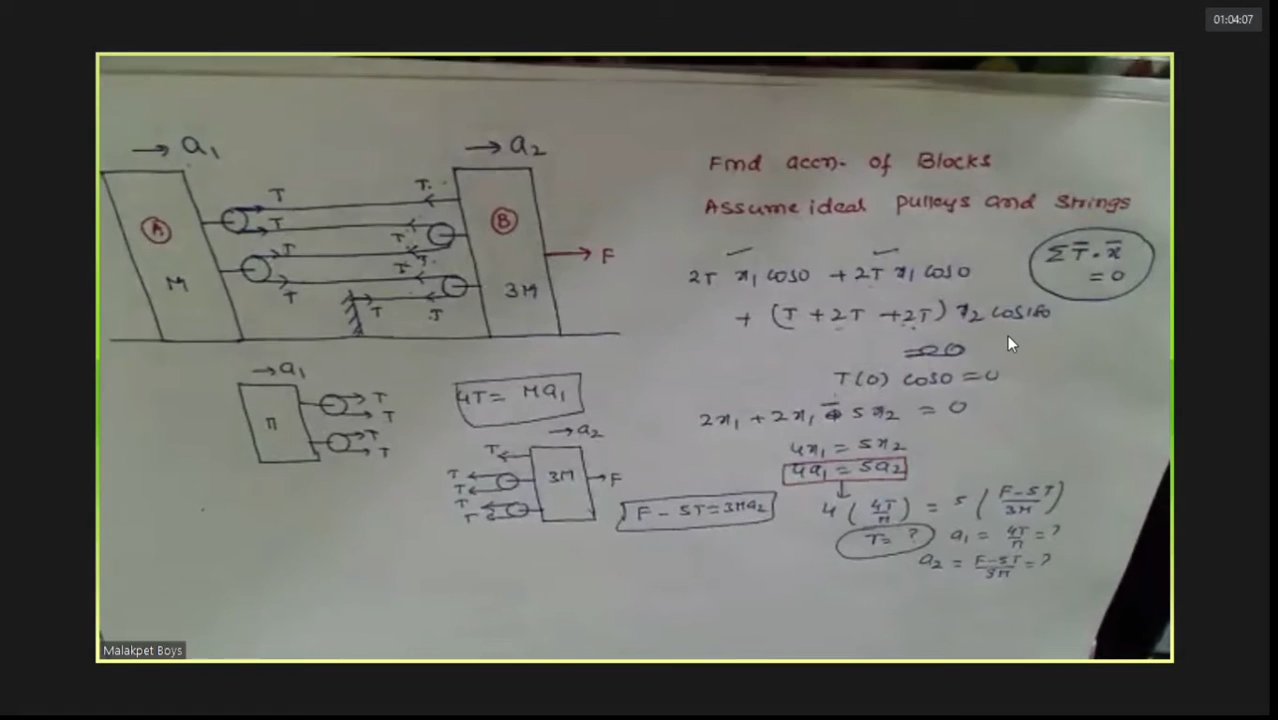 01:04:07
→ a₁
→ a₂
A
M
T
T
T
T
T
T.
T
T
T
T
T
B
3M
F
Find accn. of Blocks
Assume ideal pulleys and strings
ΣT̄·x̄
= 0
2T x₁ cos0 + 2T x₁ cos0
+ (T + 2T + 2T) x₂ cos180
= 0
T(0) cos0 = 0
2x₁ + 2x₁ - 5x₂ = 0
4x₁ = 5x₂
4a₁ = 5a₂
4 (4T/M) = 5 (F-5T/3M)
T = ?
a₁ = 4T/M = ?
a₂ = F-5T/3M = ?
→ a₁
M
T
T
T
T
4T = Ma₁
→ a₂
T
T
T
T
T
3M
F
F - 5T = 3Ma₂
Malakpet Boys